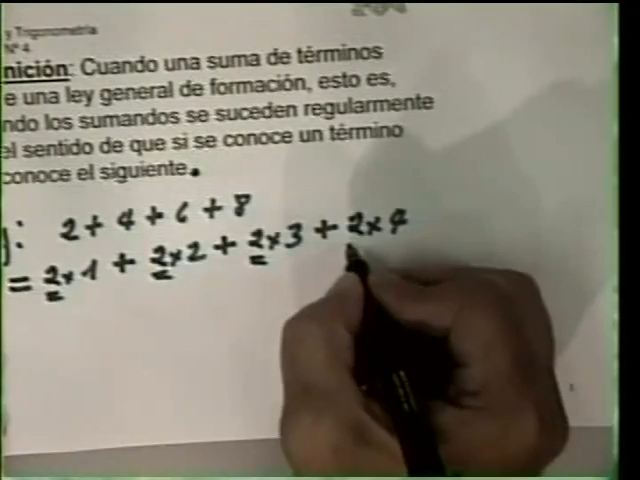 y Trigonometría
Nº 4
nición: Cuando una suma de términos
e una ley general de formación, esto es,
ndo los sumandos se suceden regularmente
el sentido de que si se conoce un término
conoce el siguiente.
): 2 + 4 + 6 + 8
= 2x1 + 2x2 + 2x3 + 2x4